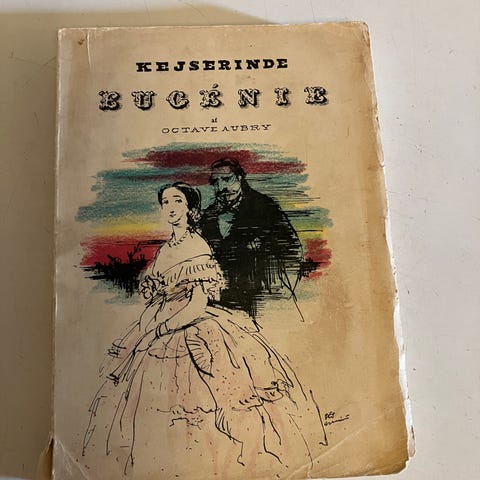 KEJSERINDE
EUGÉNIE
af
OCTAVE AUBRY